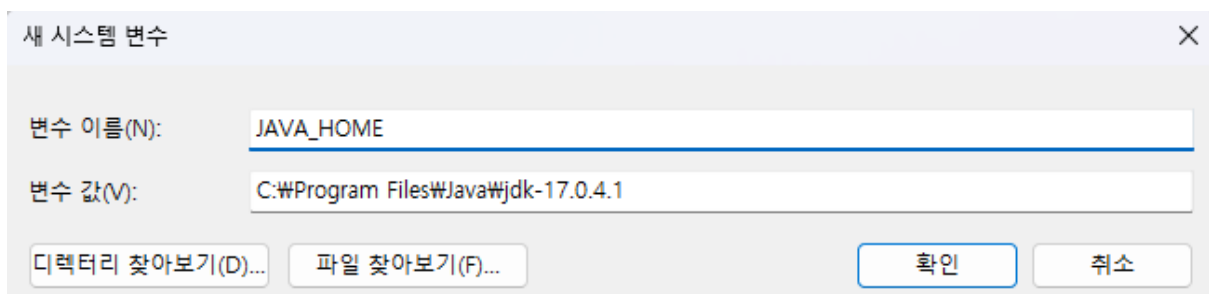 새 시스템 변수
변수 이름(N): JAVA_HOME
변수 값(V): C:₩Program Files₩Java₩jdk-17.0.4.1
디렉터리 찾아보기(D)... 파일 찾아보기(F)... 확인 취소